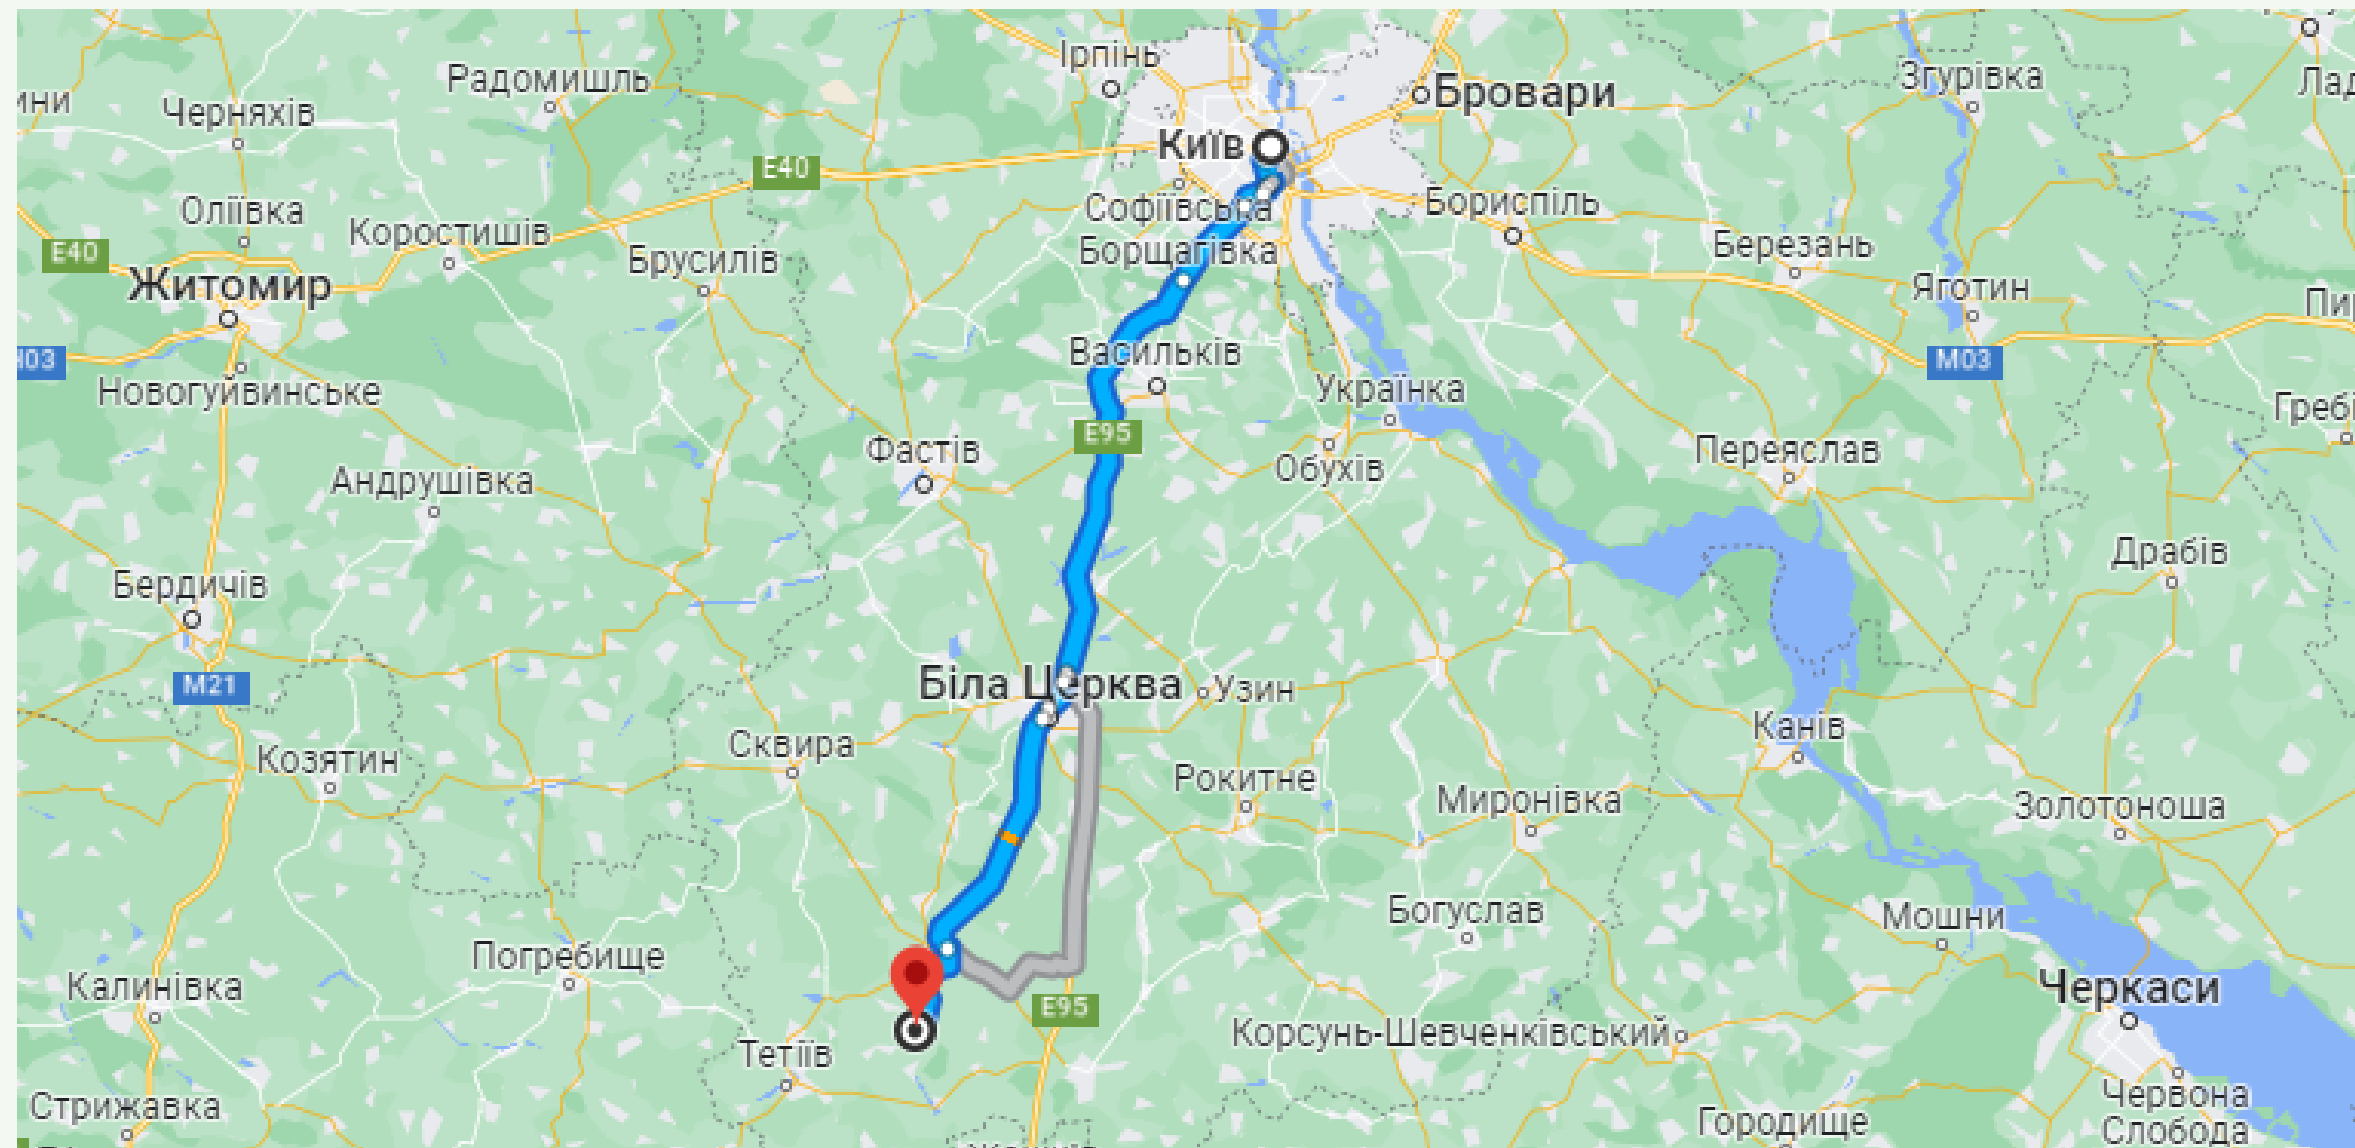 Ірпінь
Бровари
Згурівка
Радомишль
Черняхів
Київ
E40
Софіївська
Борщагівка
Бориспіль
Березань
Яготин
Оліївка
Коростишів
Брусилів
E40
Житомир
Новогуйвинське
Васильків
M03
Українка
E95
Обухів
Фастів
Переяслав
Андрушівка
Драбів
Бердичів
M21
Біла Церква
Узин
Канів
Козятин
Сквира
Рокитне
Миронівка
Золотоноша
Богуслав
Мошни
Погребище
Калинівка
Черкаси
E95
Корсунь-Шевченківський
Тетіїв
Стрижавка
Червона
Слобода
Городище